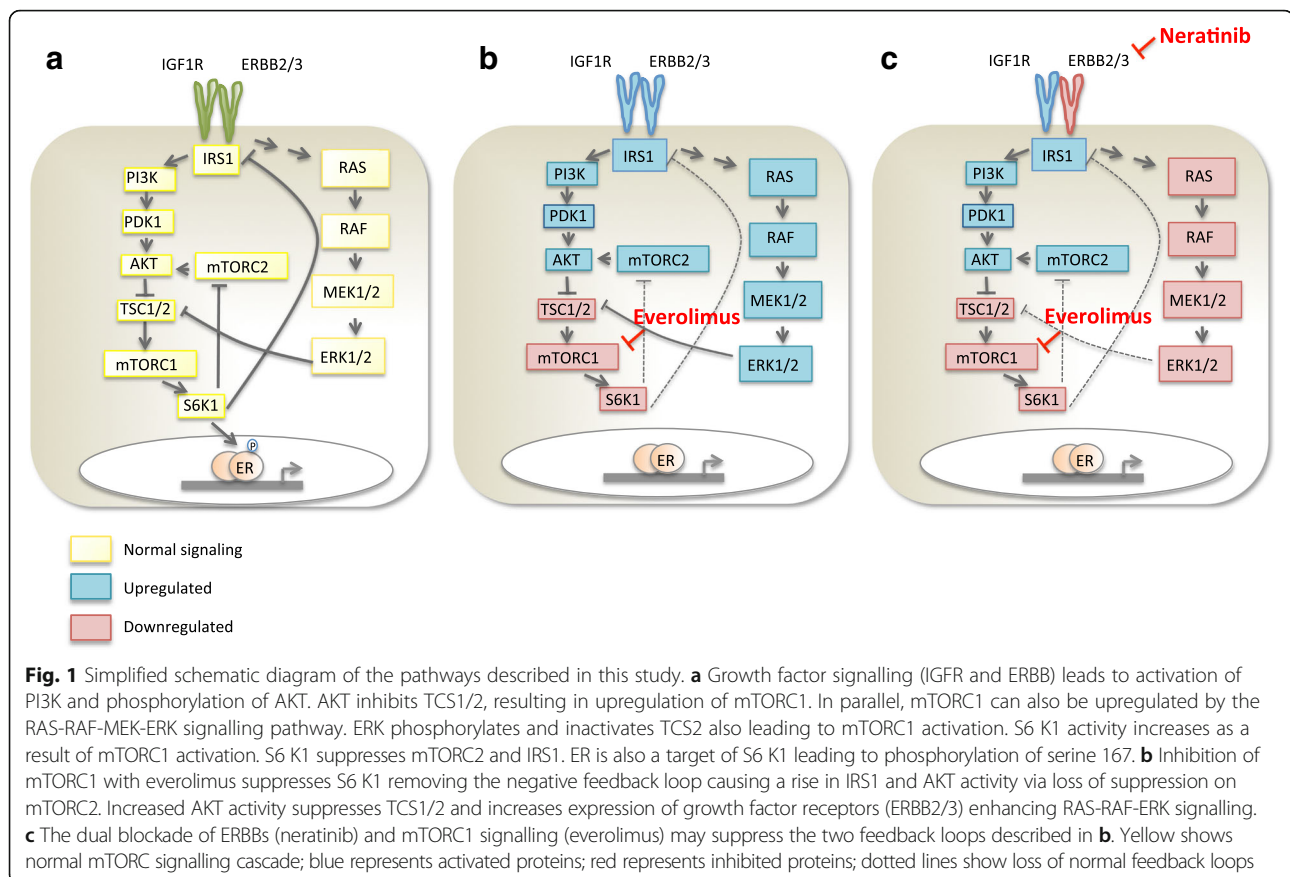 a
IGF1R
ERBB2/3
IRS1
PI3K
PDK1
AKT
mTORC2
TSC1/2
mTORC1
S6K1
RAS
RAF
MEK1/2
ERK1/2
P
ER
b
IGF1R
ERBB2/3
IRS1
PI3K
PDK1
AKT
mTORC2
TSC1/2
Everolimus
mTORC1
S6K1
RAS
RAF
MEK1/2
ERK1/2
ER
c
Neratinib
IGF1R
ERBB2/3
IRS1
PI3K
PDK1
AKT
mTORC2
TSC1/2
Everolimus
mTORC1
S6K1
RAS
RAF
MEK1/2
ERK1/2
ER
Normal signaling
Upregulated
Downregulated
Fig. 1 Simplified schematic diagram of the pathways described in this study. a Growth factor signalling (IGFR and ERBB) leads to activation of
PI3K and phosphorylation of AKT. AKT inhibits TCS1/2, resulting in upregulation of mTORC1. In parallel, mTORC1 can also be upregulated by the
RAS-RAF-MEK-ERK signalling pathway. ERK phosphorylates and inactivates TCS2 also leading to mTORC1 activation. S6 K1 activity increases as a
result of mTORC1 activation. S6 K1 suppresses mTORC2 and IRS1. ER is also a target of S6 K1 leading to phosphorylation of serine 167. b Inhibition of
mTORC1 with everolimus suppresses S6 K1 removing the negative feedback loop causing a rise in IRS1 and AKT activity via loss of suppression on
mTORC2. Increased AKT activity suppresses TCS1/2 and increases expression of growth factor receptors (ERBB2/3) enhancing RAS-RAF-ERK signalling.
c The dual blockade of ERBBs (neratinib) and mTORC1 signalling (everolimus) may suppress the two feedback loops described in b. Yellow shows
normal mTORC signalling cascade; blue represents activated proteins; red represents inhibited proteins; dotted lines show loss of normal feedback loops